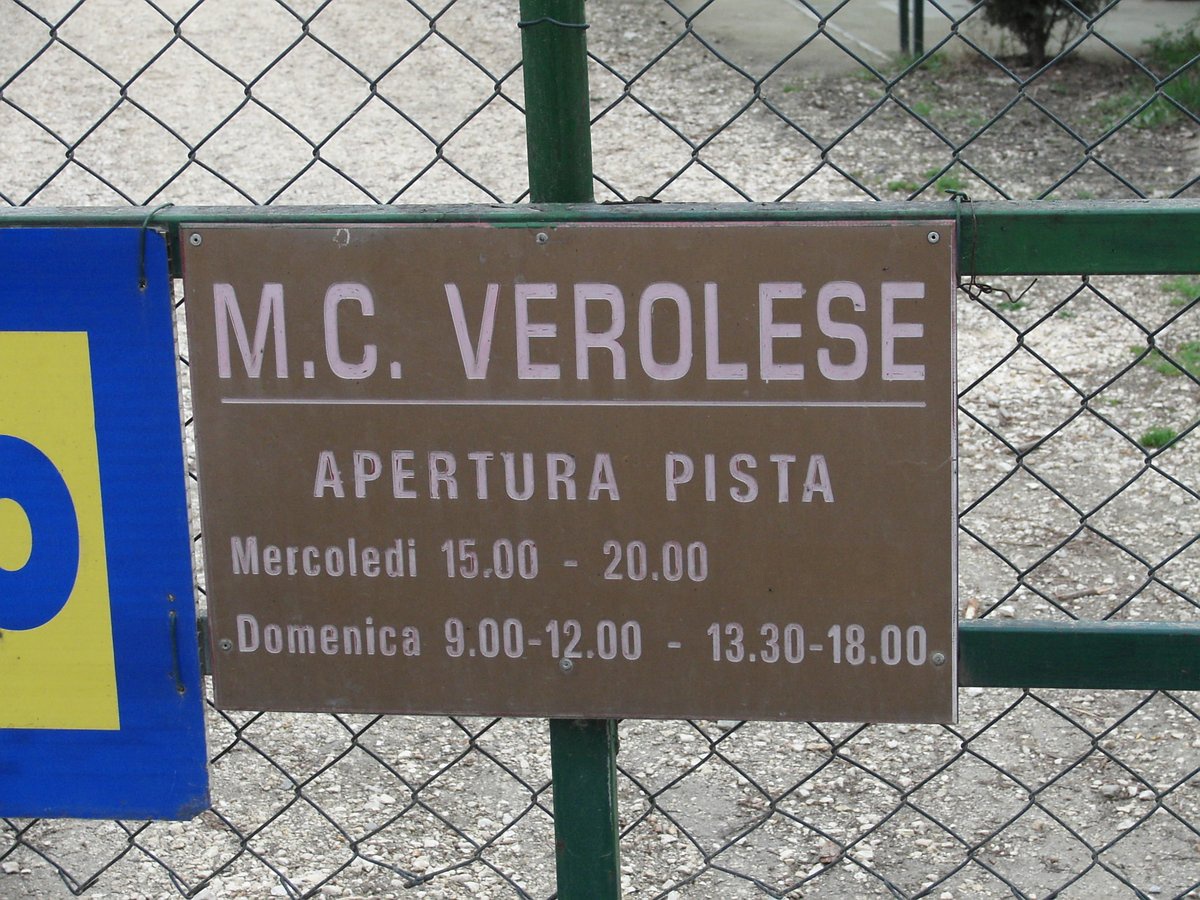 M.C. VEROLESE
APERTURA PISTA
Mercoledi 15.00 - 20.00
Domenica 9.00-12.00 - 13.30-18.00